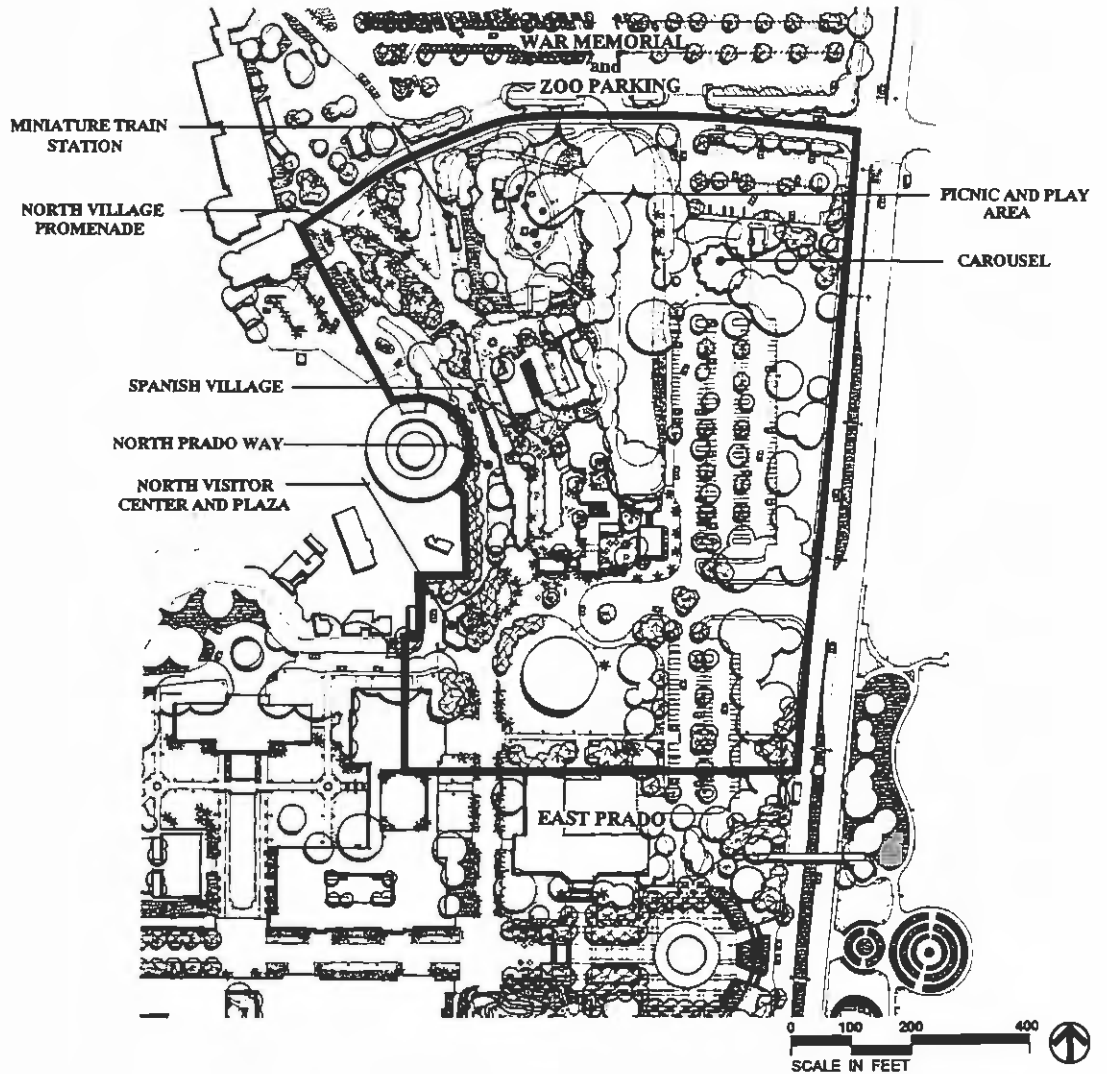 WAR MEMORIAL
and
ZOO PARKING
MINIATURE TRAIN
STATION
NORTH VILLAGE
PROMENADE
PICNIC AND PLAY
AREA
CAROUSEL
SPANISH VILLAGE
NORTH PRADO WAY
NORTH VISITOR
CENTER AND PLAZA
EAST PRADO
0 100 200 400
SCALE IN FEET